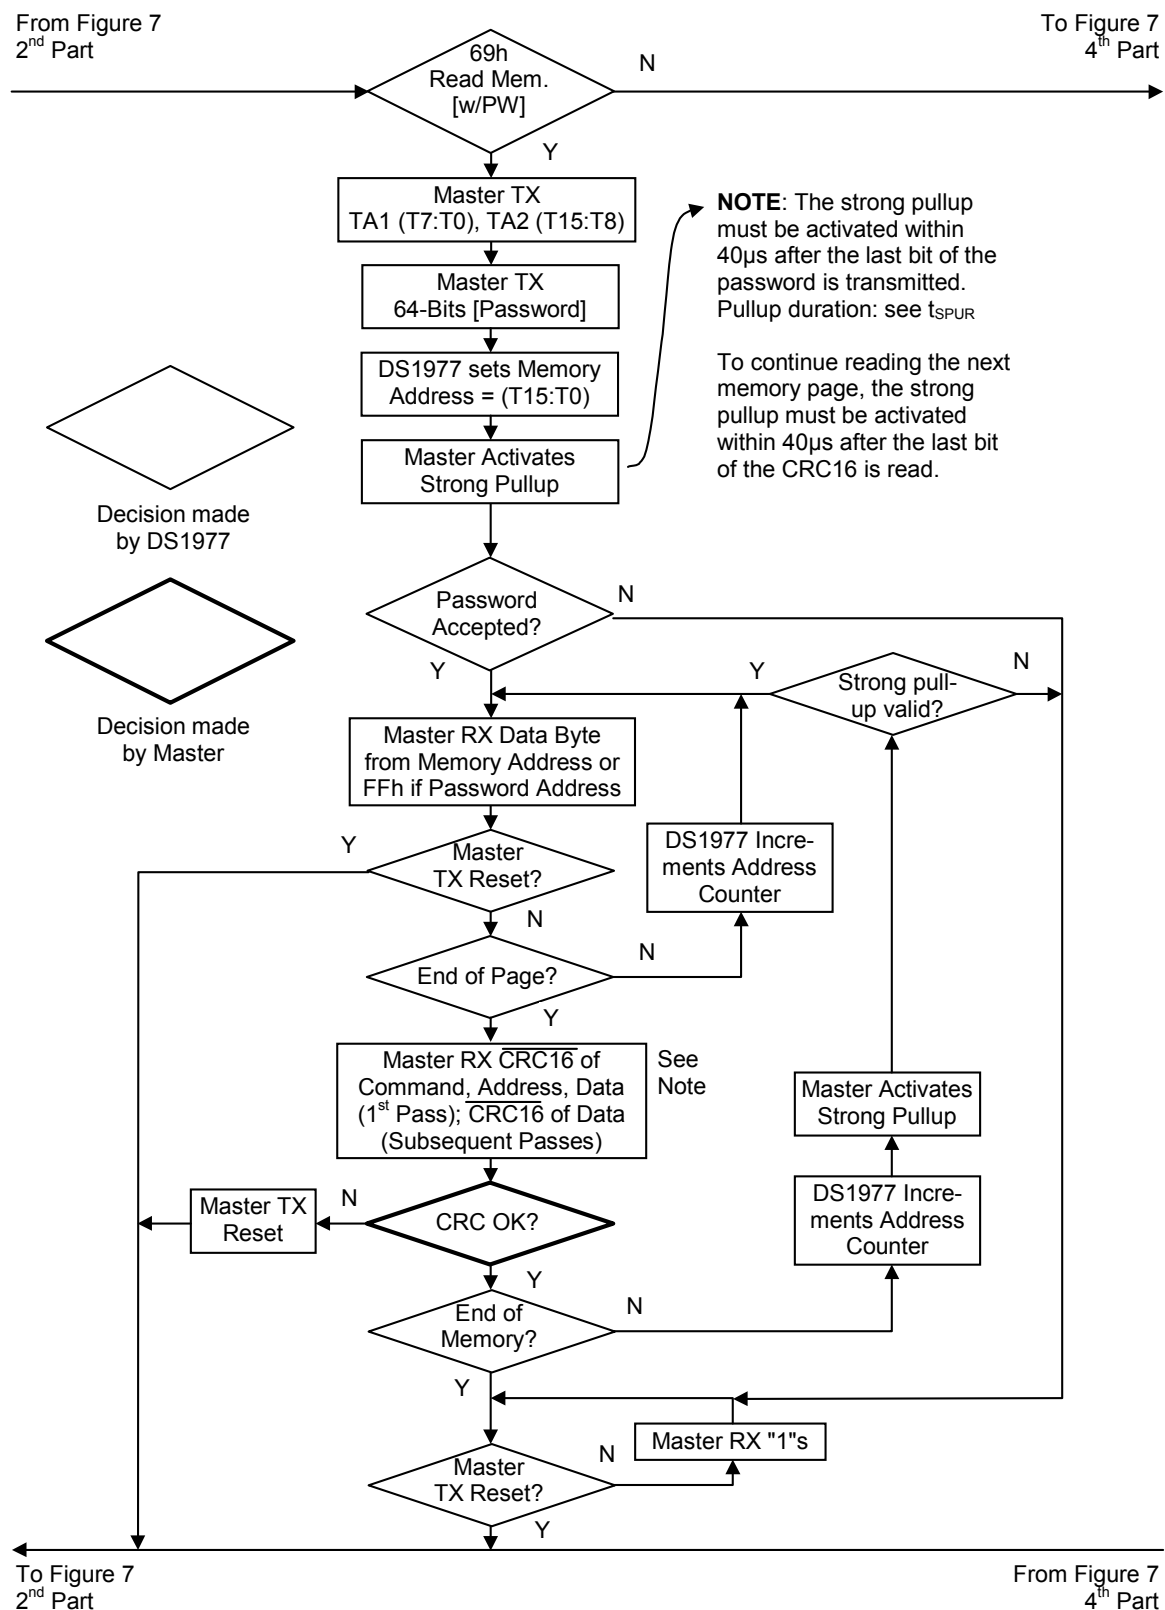 From Figure 7
2nd Part
To Figure 7
4th Part
69h
Read Mem.
[w/PW]
N
Y
Master TX
TA1 (T7:T0), TA2 (T15:T8)
NOTE: The strong pullup
must be activated within
40µs after the last bit of the
password is transmitted.
Pullup duration: see tSPUR
To continue reading the next
memory page, the strong
pullup must be activated
within 40µs after the last bit
of the CRC16 is read.
Master TX
64-Bits [Password]
DS1977 sets Memory
Address = (T15:T0)
Master Activates
Strong Pullup
Decision made
by DS1977
Decision made
by Master
Password
Accepted?
N
Y
Strong pull-
up valid?
Y
N
Master RX Data Byte
from Memory Address or
FFh if Password Address
Master
TX Reset?
Y
N
DS1977 Incre-
ments Address
Counter
End of Page?
N
Y
Master RX CRC16 of
Command, Address, Data
(1st Pass); CRC16 of Data
(Subsequent Passes)
See
Note
Master Activates
Strong Pullup
DS1977 Incre-
ments Address
Counter
CRC OK?
N
Master TX
Reset
Y
End of
Memory?
N
Y
Master RX "1"s
Master
TX Reset?
N
Y
To Figure 7
2nd Part
From Figure 7
4th Part